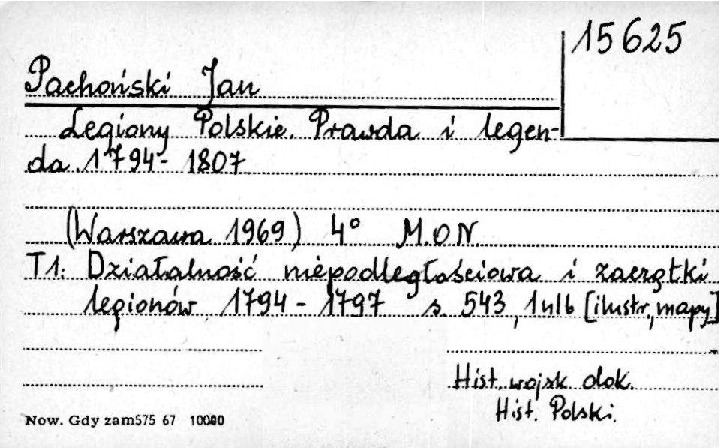 15625
Pachoński Jan
Legiony Polskie. Prawda i legen-
da 1794- 1807
(Warszawa 1969) 4° M.O.N.
T1: Działalność niepodległościowa i zaczątki
legionów 1794 - 1797 s. 543, 1nlb [ilustr, mapy]
Hist. wojsk. dok.
Hist. Polski.
Now. Gdy zam575 67 10000